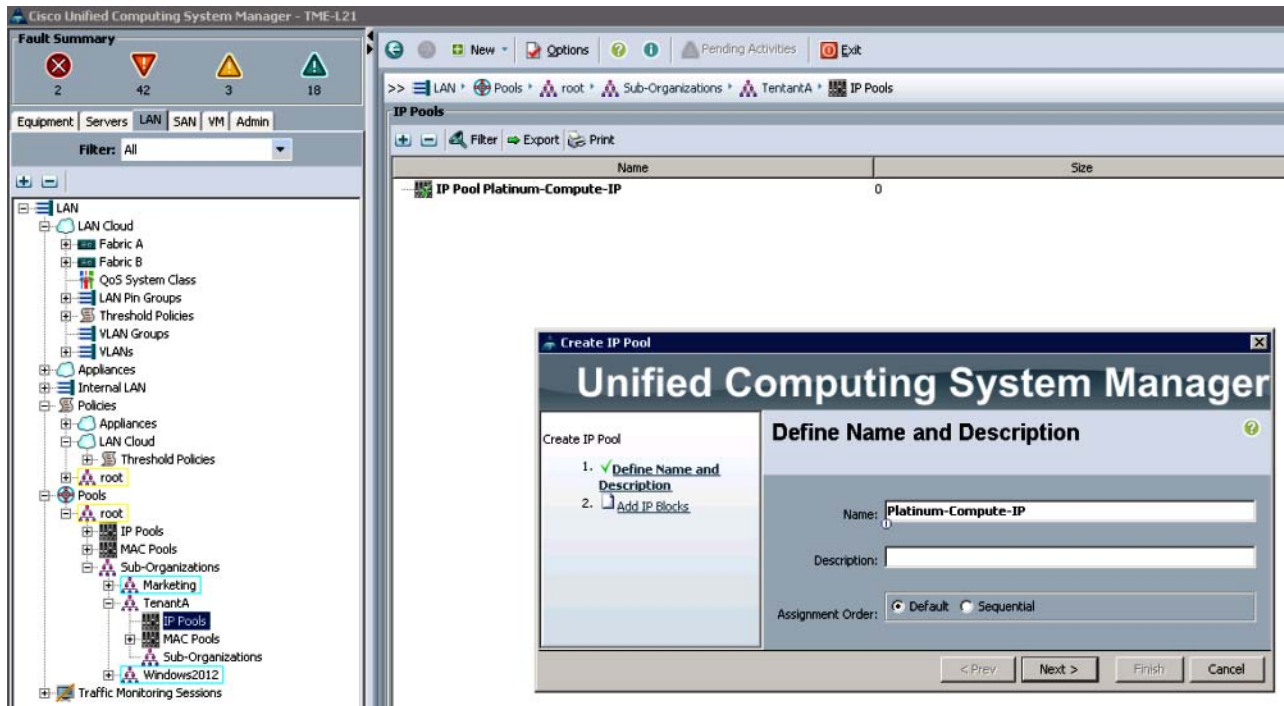 Cisco Unified Computing System Manager - TME-L21
Fault Summary
2 42 3 18
Equipment Servers LAN SAN VM Admin
Filter: All
LAN
LAN Cloud
Fabric A
Fabric B
QoS System Class
LAN Pin Groups
Threshold Policies
VLAN Groups
VLANs
Appliances
Internal LAN
Policies
Appliances
LAN Cloud
Threshold Policies
root
Pools
root
IP Pools
MAC Pools
Sub-Organizations
Marketing
TenantA
IP Pools
MAC Pools
Sub-Organizations
Windows2012
Traffic Monitoring Sessions
New Options Pending Activities Exit
>> LAN Pools root Sub-Organizations TentantA IP Pools
IP Pools
Filter Export Print
Name Size
IP Pool Platinum-Compute-IP 0
Create IP Pool
Unified Computing System Manager
Create IP Pool
1. Define Name and
Description
2. Add IP Blocks
Define Name and Description
Name: Platinum-Compute-IP
Description:
Assignment Order: Default Sequential
< Prev Next > Finish Cancel